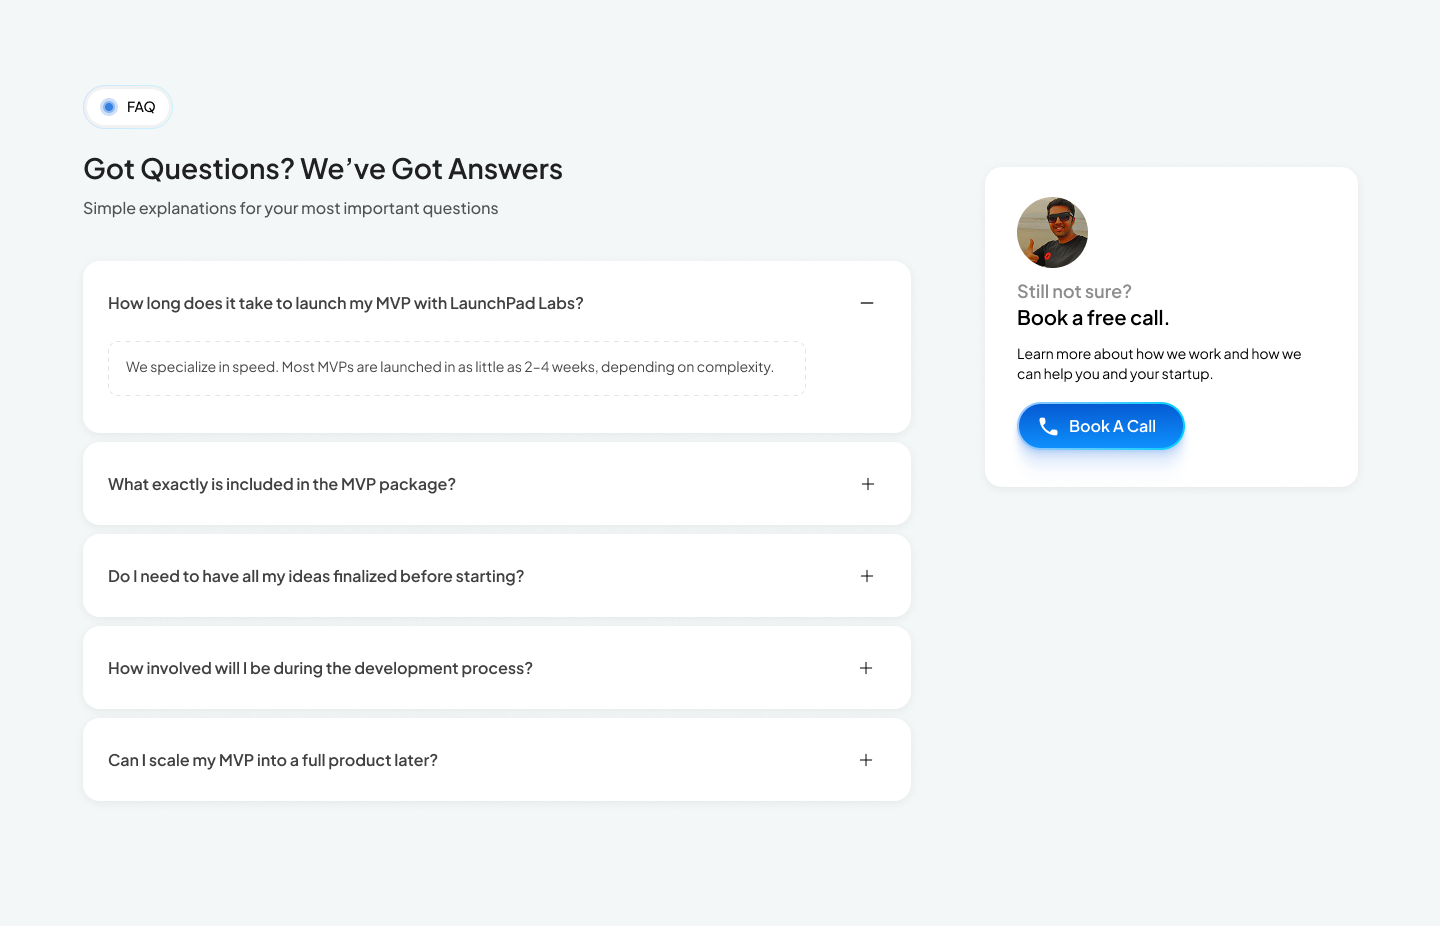 FAQ
Got Questions? We’ve Got Answers
Simple explanations for your most important questions
How long does it take to launch my MVP with LaunchPad Labs?
We specialize in speed. Most MVPs are launched in as little as 2–4 weeks, depending on complexity.
What exactly is included in the MVP package?
Do I need to have all my ideas finalized before starting?
How involved will I be during the development process?
Can I scale my MVP into a full product later?
Still not sure?
Book a free call.
Learn more about how we work and how we
can help you and your startup.
Book A Call